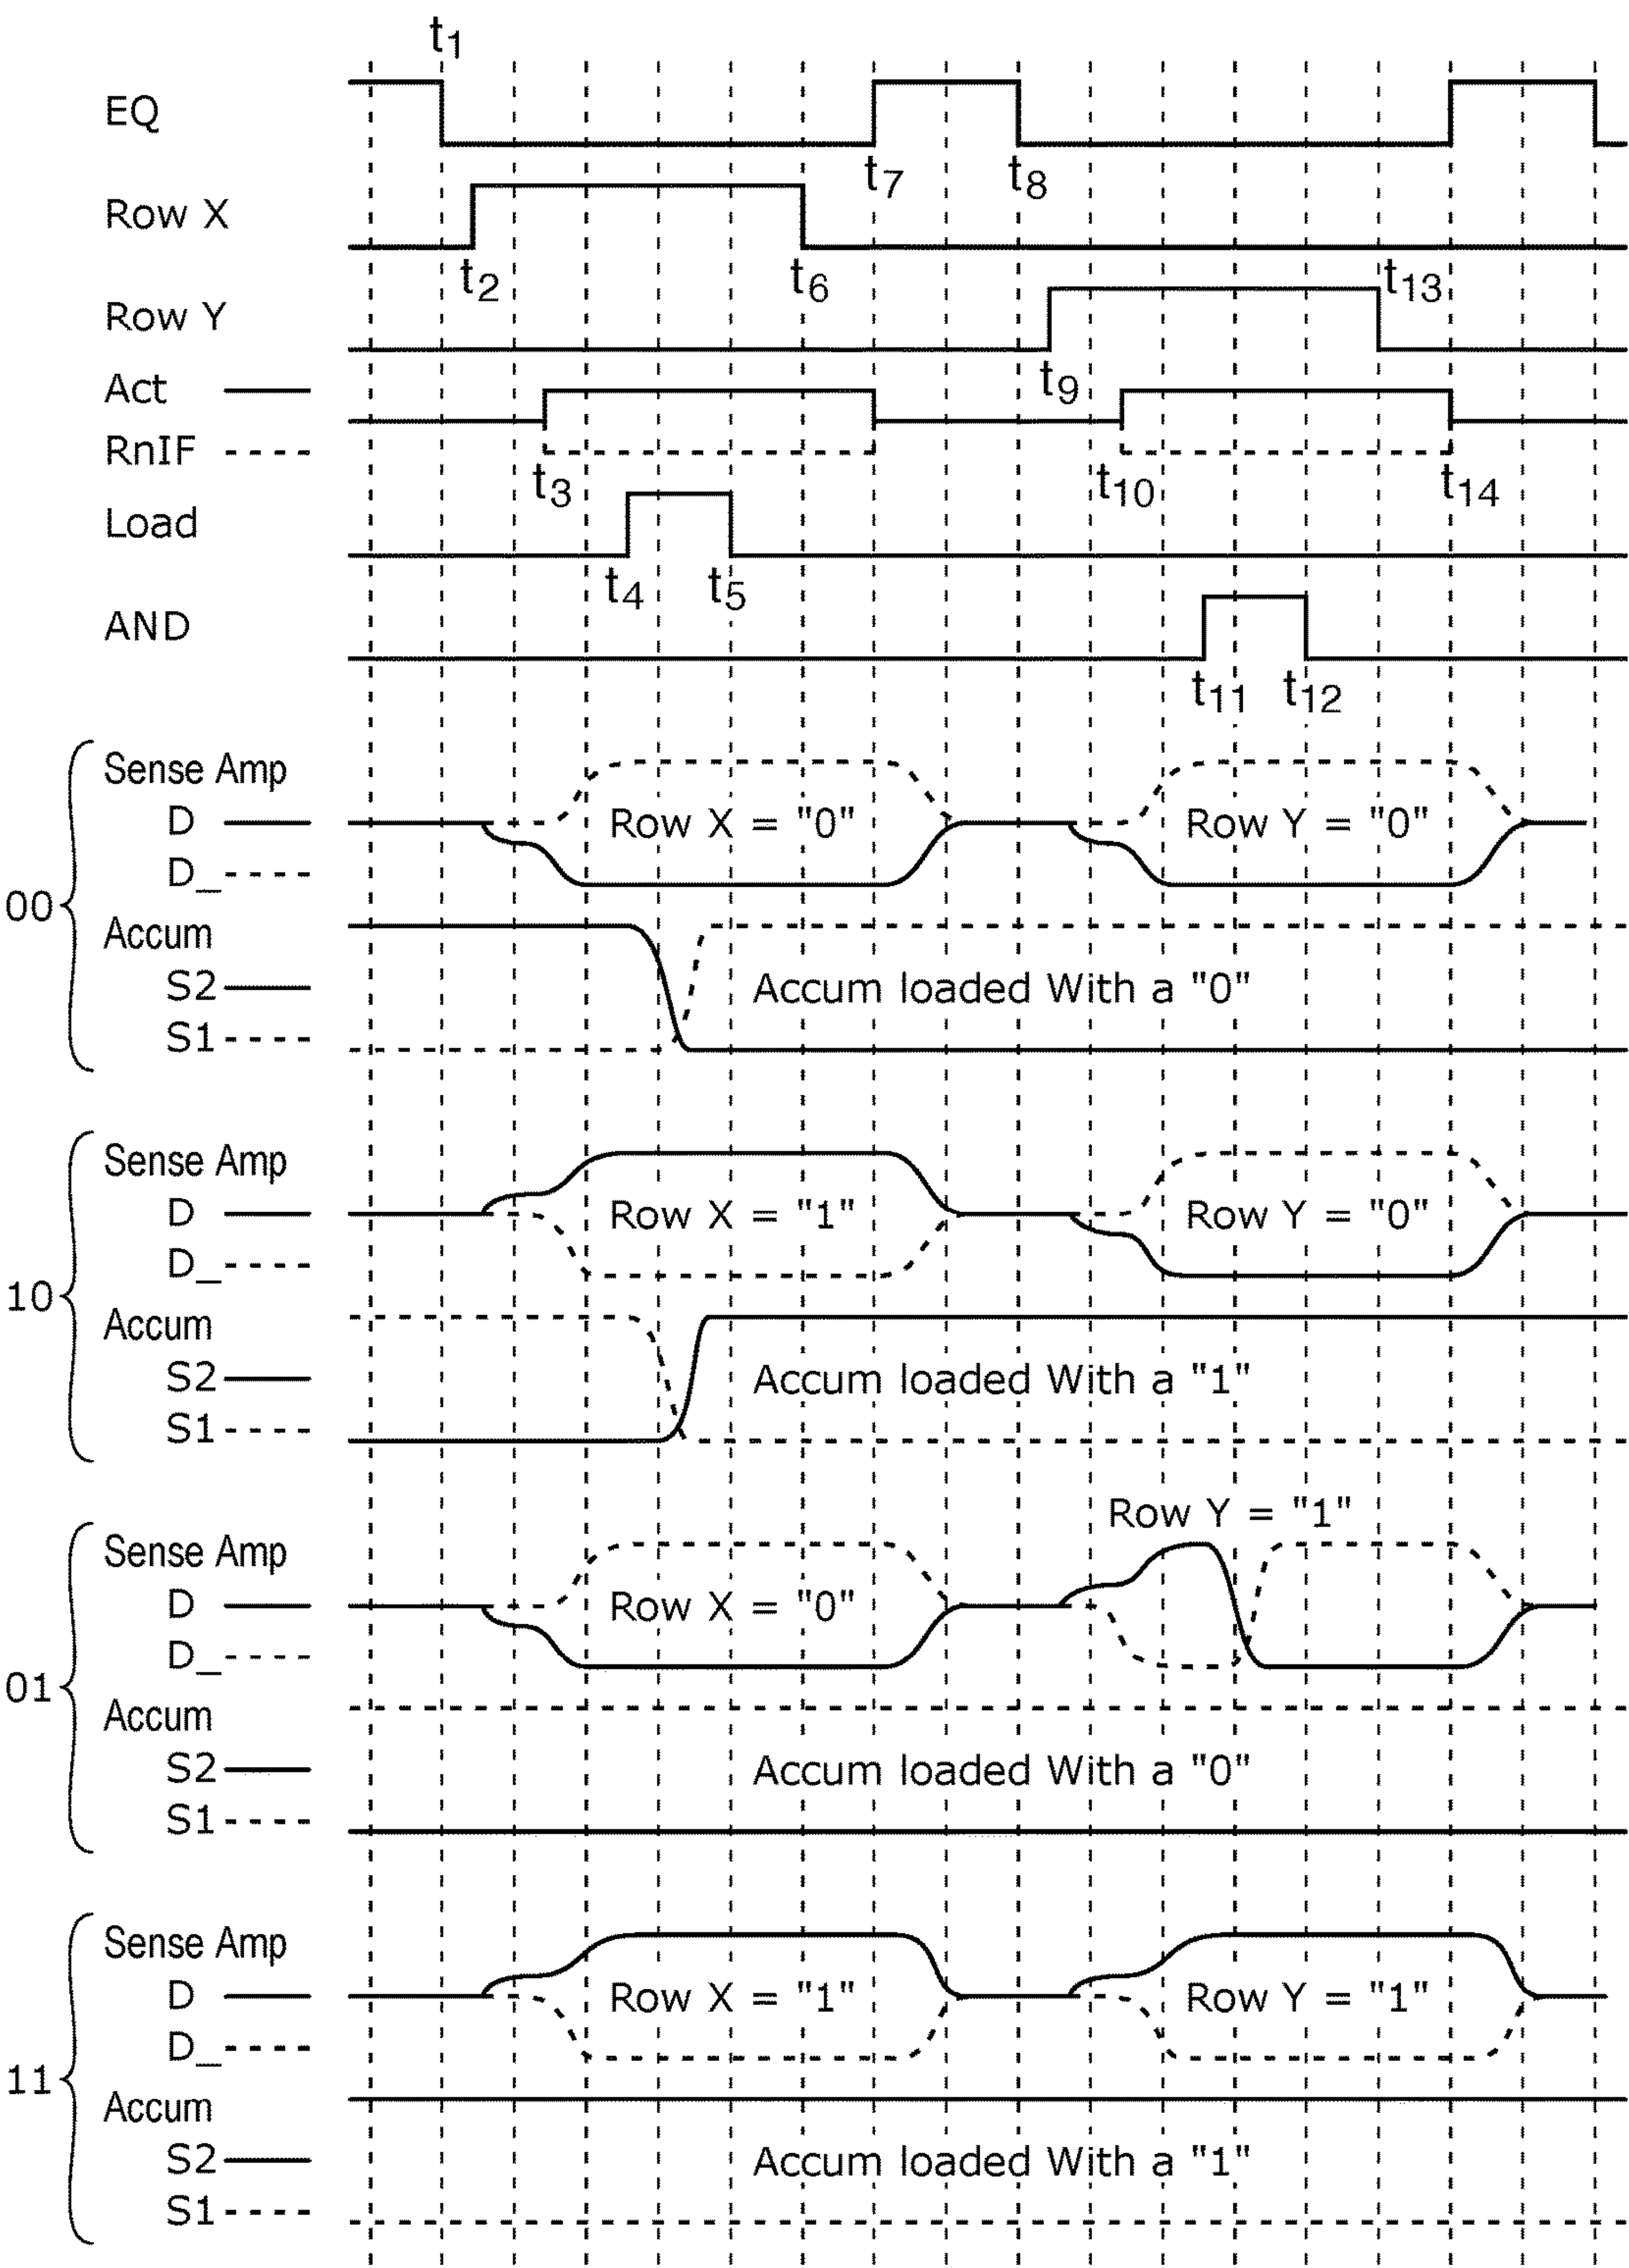 t1
EQ
t7 t8
Row X
t2 t6 t13
Row Y
t9
Act
RnIF
t3 t10 t14
Load
t4 t5
AND
t11 t12
00
Sense Amp
D Row X = "0" Row Y = "0"
D_
Accum
S2 Accum loaded With a "0"
S1
10
Sense Amp
D Row X = "1" Row Y = "0"
D_
Accum
S2 Accum loaded With a "1"
S1
01
Row Y = "1"
Sense Amp
D Row X = "0"
D_
Accum
S2 Accum loaded With a "0"
S1
11
Sense Amp
D Row X = "1" Row Y = "1"
D_
Accum
S2 Accum loaded With a "1"
S1